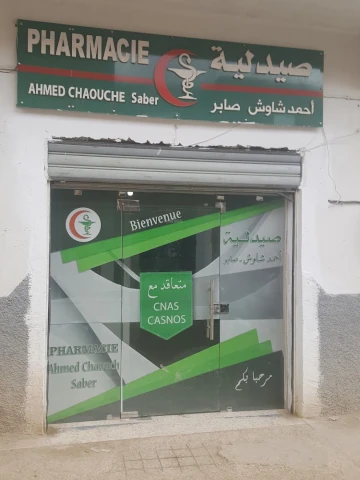 PHARMACIE صيدلية
AHMED CHAOUCHE Saber أحمد شاوش صابر
Bienvenue
صيدلية
أحمد شاوش . صابر
متعاقد مع
CNAS
CASNOS
PHARMACIE
Ahmed Chaouch
Saber
مرحبا بكم